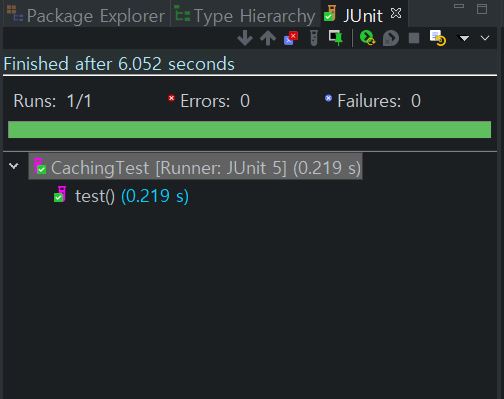 Package Explorer Type Hierarchy JUnit
Finished after 6.052 seconds
Runs: 1/1 Errors: 0 Failures: 0
CachingTest [Runner: JUnit 5] (0.219 s)
test() (0.219 s)